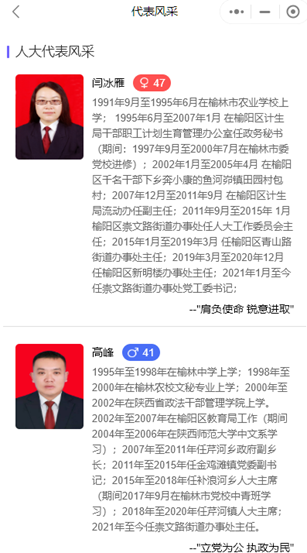 代表风采
人大代表风采
闫冰雁 ♀ 47
1991年9月至1995年6月在榆林市农业学校上
学； 1995年6月至2007年1月 在榆阳区计生
局干部职工计划生育管理办公室任政务秘书
（期间；1997年9月至2000年7月在榆林市委
党校进修）；2002年1月至2005年4月 在榆阳
区千名干部下乡奔小康的鱼河峁镇田西村包
村；2007年12月至2011年9月 在榆阳区计生
局流动办任副主任；2011年9月至2015年 1月
榆阳区崇文路街道办事处任人大工作委员会主
任；2015年1月至2019年3月 任榆阳区青山路
街道办事处主任；2019年3月至2020年12月
任榆阳区新明楼办事处主任；2021年1月至今
任崇文路街道办事处党工委书记；
--"肩负使命 锐意进取"
高峰 ♂ 41
1995年至1998年在榆林中学上学；1998年至
2000年在榆林农校文秘专业上学；2000年至
2002年在陕西省政法干部管理学院上学。
2002年至2007年在榆阳区教育局工作（期间
2004年至2006年在陕西师范大学中文系学
习）；2007年至2011年任芹河乡政府副乡
长；2011年至2015年任金鸡滩镇党委副书
记；2015年至2018年任补浪河乡人大主席
（期间2017年9月在榆林市党校中青班学
习）；2018年至2020年任芹河镇人大主席；
2021年至今任崇文路街道办事处主任。
--"立党为公 执政为民"